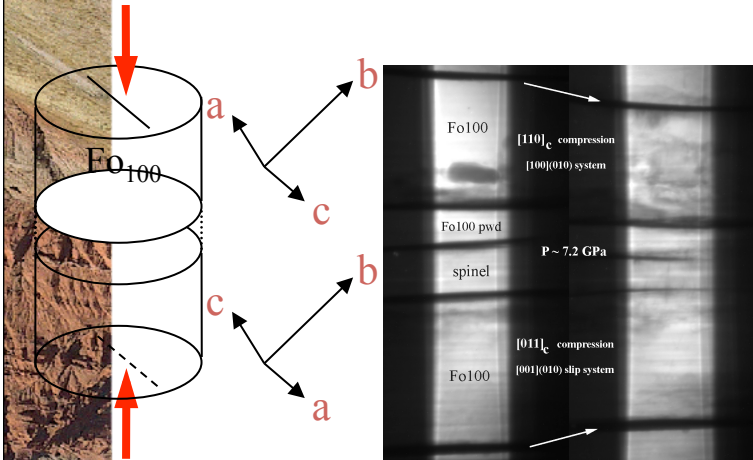 Fo100
a
b
c
c
b
a
Fo100
[110]c compression
[100](010) system
Fo100 pwd
P ~ 7.2 GPa
spinel
[011]c compression
[001](010) slip system
Fo100